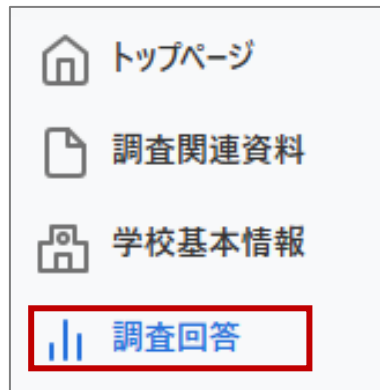 トップページ
調査関連資料
学校基本情報
調査回答